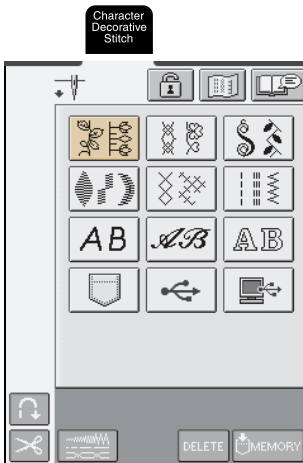 Character
Decorative
Stitch
AB AB AB
DELETE MEMORY